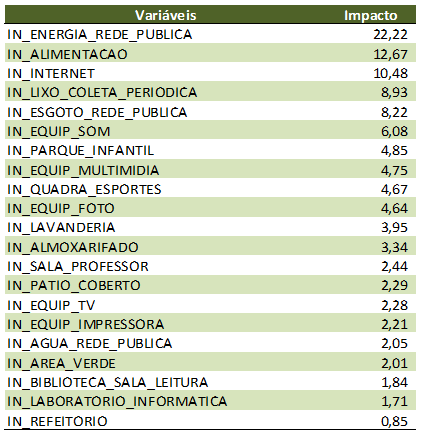 Variáveis Impacto
IN_ENERGIA_REDE_PUBLICA 22,22
IN_ALIMENTACAO 12,67
IN_INTERNET 10,48
IN_LIXO_COLETA_PERIODICA 8,93
IN_ESGOTO_REDE_PUBLICA 8,22
IN_EQUIP_SOM 6,08
IN_PARQUE_INFANTIL 4,85
IN_EQUIP_MULTIMIDIA 4,75
IN_QUADRA_ESPORTES 4,67
IN_EQUIP_FOTO 4,64
IN_LAVANDERIA 3,95
IN_ALMOXARIFADO 3,34
IN_SALA_PROFESSOR 2,44
IN_PATIO_COBERTO 2,29
IN_EQUIP_TV 2,28
IN_EQUIP_IMPRESSORA 2,21
IN_AGUA_REDE_PUBLICA 2,05
IN_AREA_VERDE 2,01
IN_BIBLIOTECA_SALA_LEITURA 1,84
IN_LABORATORIO_INFORMATICA 1,71
IN_REFEITORIO 0,85